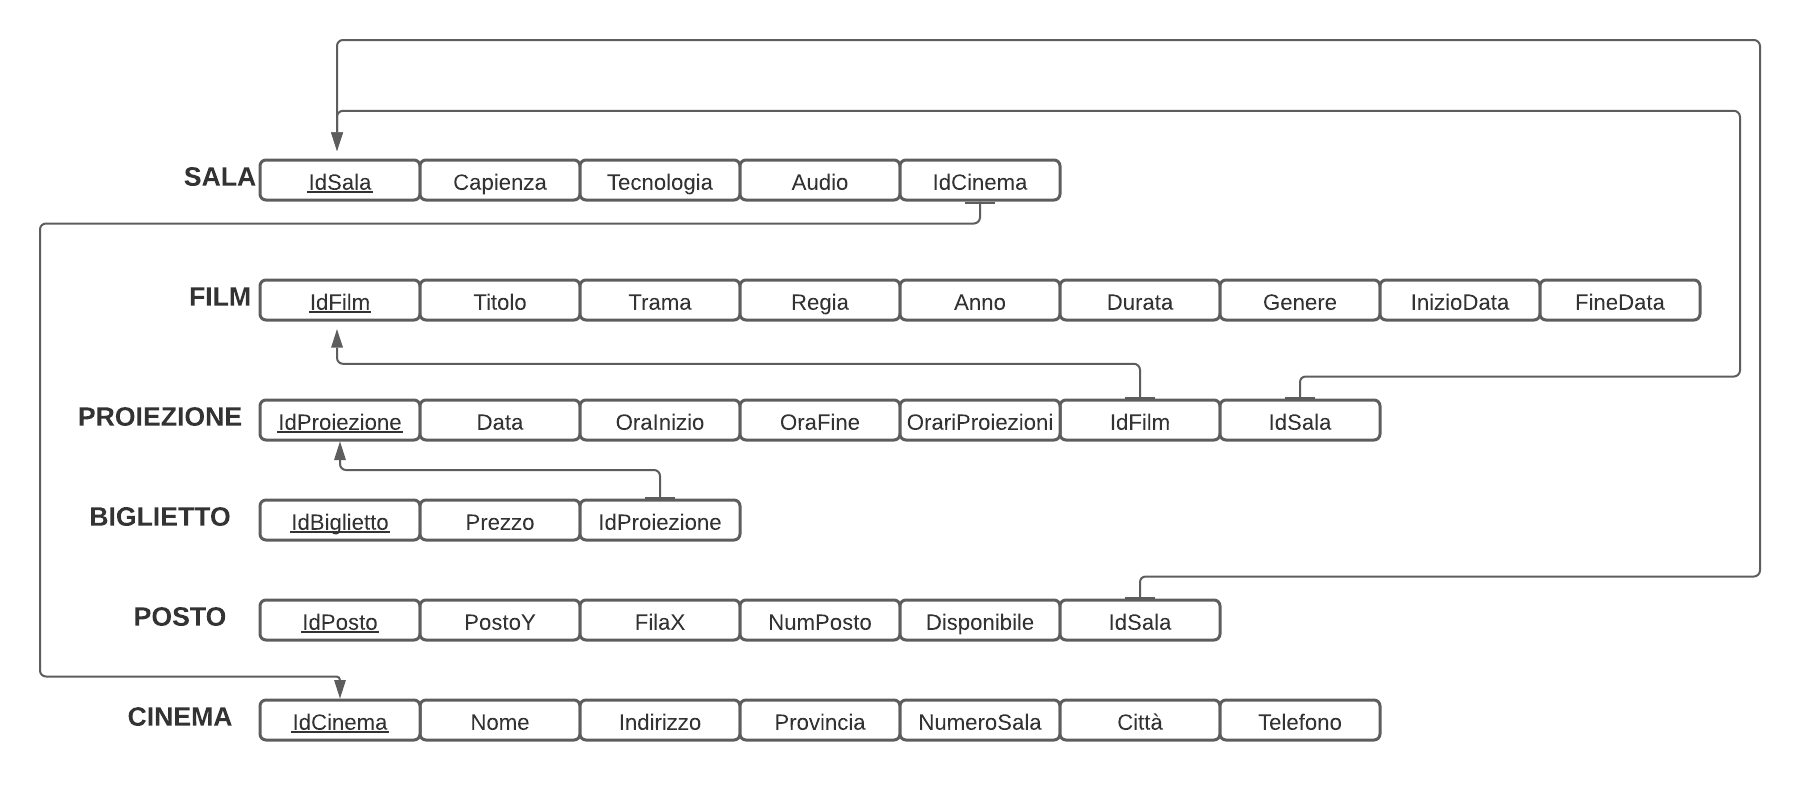 SALA IdSala Capienza Tecnologia Audio IdCinema
FILM IdFilm Titolo Trama Regia Anno Durata Genere InizioData FineData
PROIEZIONE IdProiezione Data OraInizio OraFine OrariProiezioni IdFilm IdSala
BIGLIETTO IdBiglietto Prezzo IdProiezione
POSTO IdPosto PostoY FilaX NumPosto Disponibile IdSala
CINEMA IdCinema Nome Indirizzo Provincia NumeroSala Città Telefono